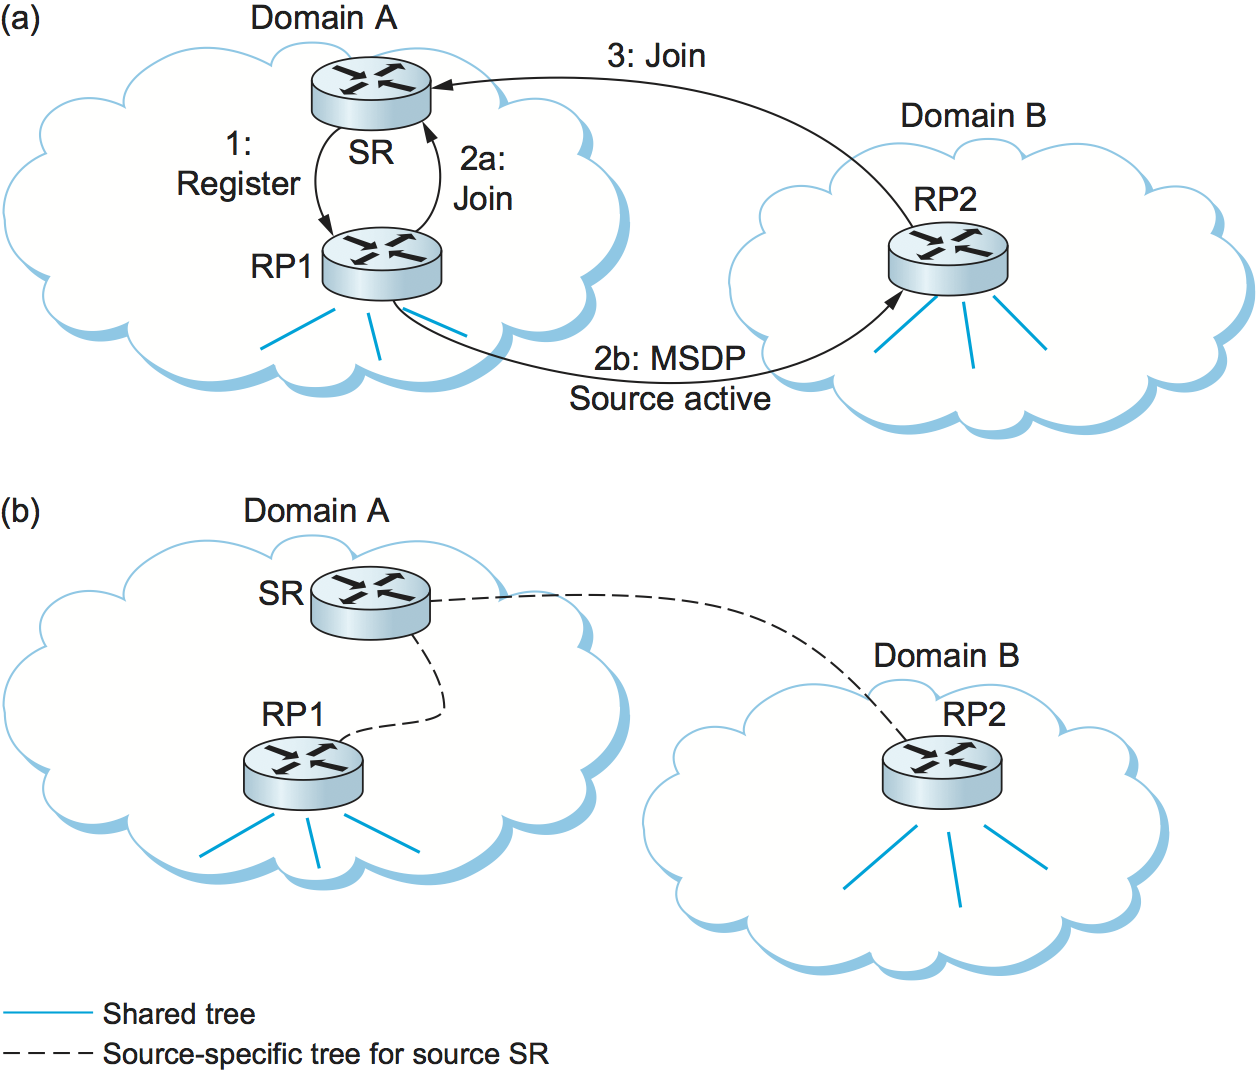 (a)
Domain A
3: Join
Domain B
1:
Register
SR
2a:
Join
RP2
RP1
2b: MSDP
Source active
(b)
Domain A
SR
Domain B
RP1
RP2
Shared tree
Source-specific tree for source SR